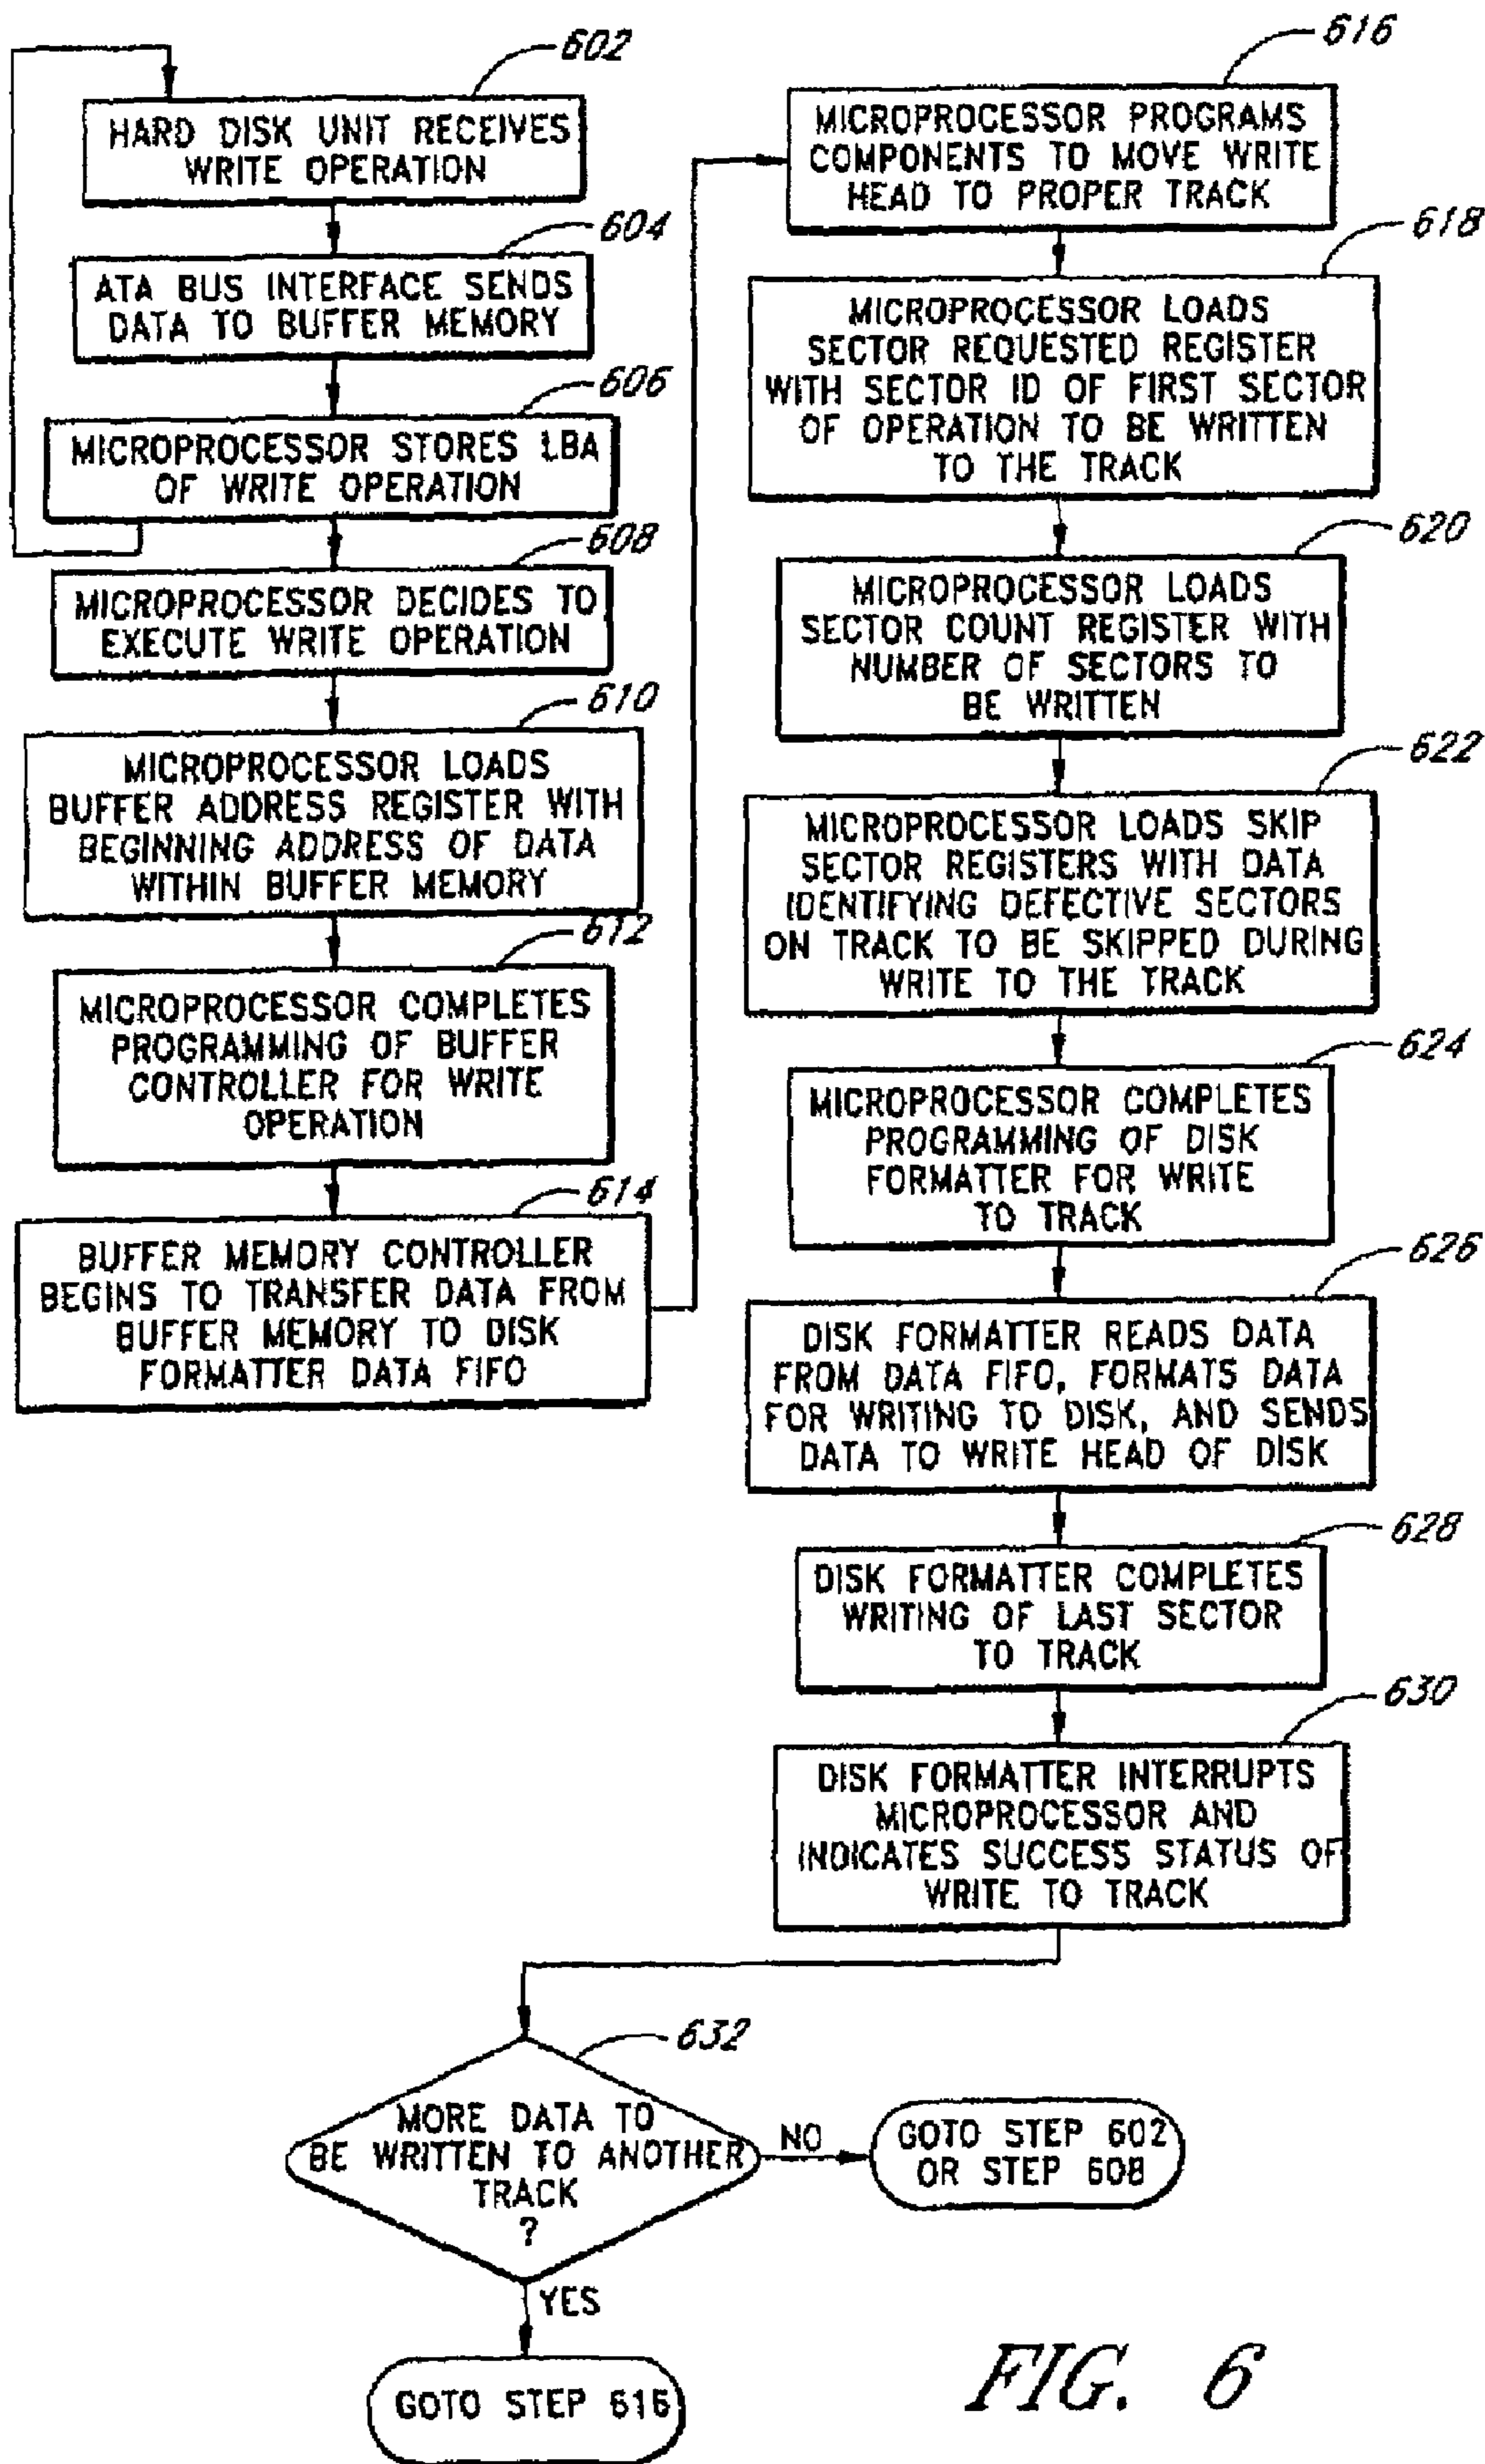 602
HARD DISK UNIT RECEIVES
WRITE OPERATION
604
ATA BUS INTERFACE SENDS
DATA TO BUFFER MEMORY
606
MICROPROCESSOR STORES LBA
OF WRITE OPERATION
608
MICROPROCESSOR DECIDES TO
EXECUTE WRITE OPERATION
610
MICROPROCESSOR LOADS
BUFFER ADDRESS REGISTER WITH
BEGINNING ADDRESS OF DATA
WITHIN BUFFER MEMORY
612
MICROPROCESSOR COMPLETES
PROGRAMMING OF BUFFER
CONTROLLER FOR WRITE
OPERATION
614
BUFFER MEMORY CONTROLLER
BEGINS TO TRANSFER DATA FROM
BUFFER MEMORY TO DISK
FORMATTER DATA FIFO
616
MICROPROCESSOR PROGRAMS
COMPONENTS TO MOVE WRITE
HEAD TO PROPER TRACK
618
MICROPROCESSOR LOADS
SECTOR REQUESTED REGISTER
WITH SECTOR ID OF FIRST SECTOR
OF OPERATION TO BE WRITTEN
TO THE TRACK
620
MICROPROCESSOR LOADS
SECTOR COUNT REGISTER WITH
NUMBER OF SECTORS TO
BE WRITTEN
622
MICROPROCESSOR LOADS SKIP
SECTOR REGISTERS WITH DATA
IDENTIFYING DEFECTIVE SECTORS
ON TRACK TO BE SKIPPED DURING
WRITE TO THE TRACK
624
MICROPROCESSOR COMPLETES
PROGRAMMING OF DISK
FORMATTER FOR WRITE
TO TRACK
626
DISK FORMATTER READS DATA
FROM DATA FIFO, FORMATS DATA
FOR WRITING TO DISK, AND SENDS
DATA TO WRITE HEAD OF DISK
628
DISK FORMATTER COMPLETES
WRITING OF LAST SECTOR
TO TRACK
630
DISK FORMATTER INTERRUPTS
MICROPROCESSOR AND
INDICATES SUCCESS STATUS OF
WRITE TO TRACK
632
MORE DATA TO
BE WRITTEN TO ANOTHER
TRACK
?
NO
GOTO STEP 602
OR STEP 608
YES
GOTO STEP 616
FIG. 6